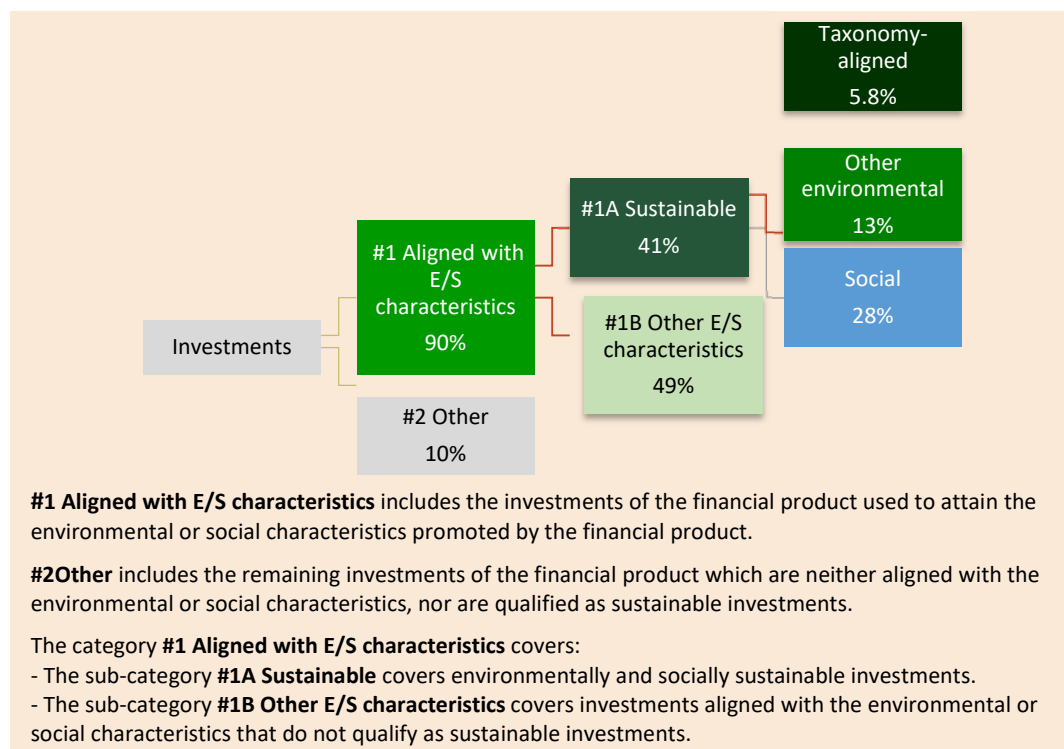 Taxonomy-
aligned
5.8%
Other
environmental
13%
#1A Sustainable
41%
#1 Aligned with
E/S
characteristics
90%
Social
28%
#1B Other E/S
characteristics
49%
Investments
#2 Other
10%
#1 Aligned with E/S characteristics includes the investments of the financial product used to attain the
environmental or social characteristics promoted by the financial product.
#2Other includes the remaining investments of the financial product which are neither aligned with the
environmental or social characteristics, nor are qualified as sustainable investments.
The category #1 Aligned with E/S characteristics covers:
- The sub-category #1A Sustainable covers environmentally and socially sustainable investments.
- The sub-category #1B Other E/S characteristics covers investments aligned with the environmental or
social characteristics that do not qualify as sustainable investments.